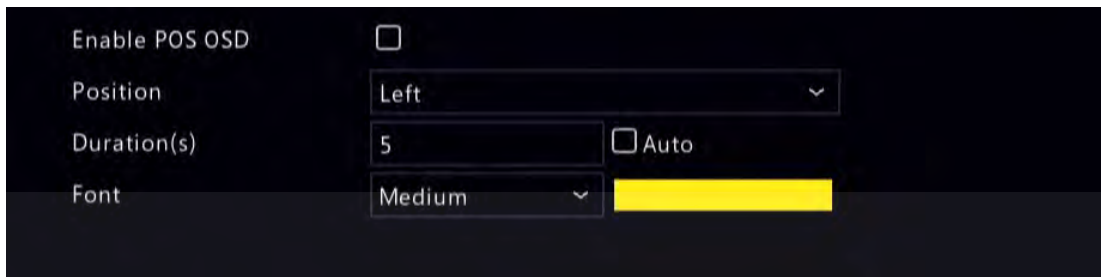 Enable POS OSD
Position Left
Duration(s) 5 Auto
Font Medium